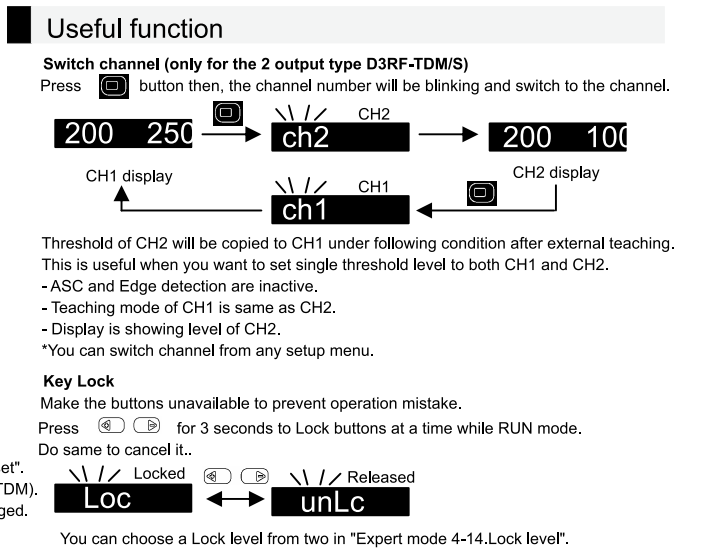 Useful function
Switch channel (only for the 2 output type D3RF-TDM/S)
Press button then, the channel number will be blinking and switch to the channel.
200 250 ch2 CH2 200 100
CH1 display CH2 display
ch1 CH1
Threshold of CH2 will be copied to CH1 under following condition after external teaching.
This is useful when you want to set single threshold level to both CH1 and CH2.
- ASC and Edge detection are inactive.
- Teaching mode of CH1 is same as CH2.
- Display is showing level of CH2.
*You can switch channel from any setup menu.
Key Lock
Make the buttons unavailable to prevent operation mistake.
Press for 3 seconds to Lock buttons at a time while RUN mode.
Do same to cancel it..
et".
Locked Released
TDM).
Loc unLc
ged.
You can choose a Lock level from two in "Expert mode 4-14.Lock level".